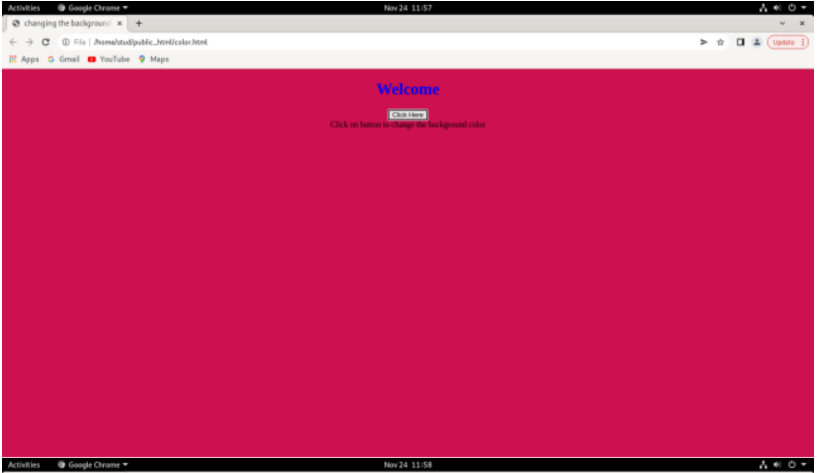 Activities Google Chrome Nov 24 11:57
changing the background
File | /home/stud/public_html/color.html Update
Apps G Gmail YouTube Maps
Welcome
Click Here
Click on button to change the background color
Activities Google Chrome Nov 24 11:58